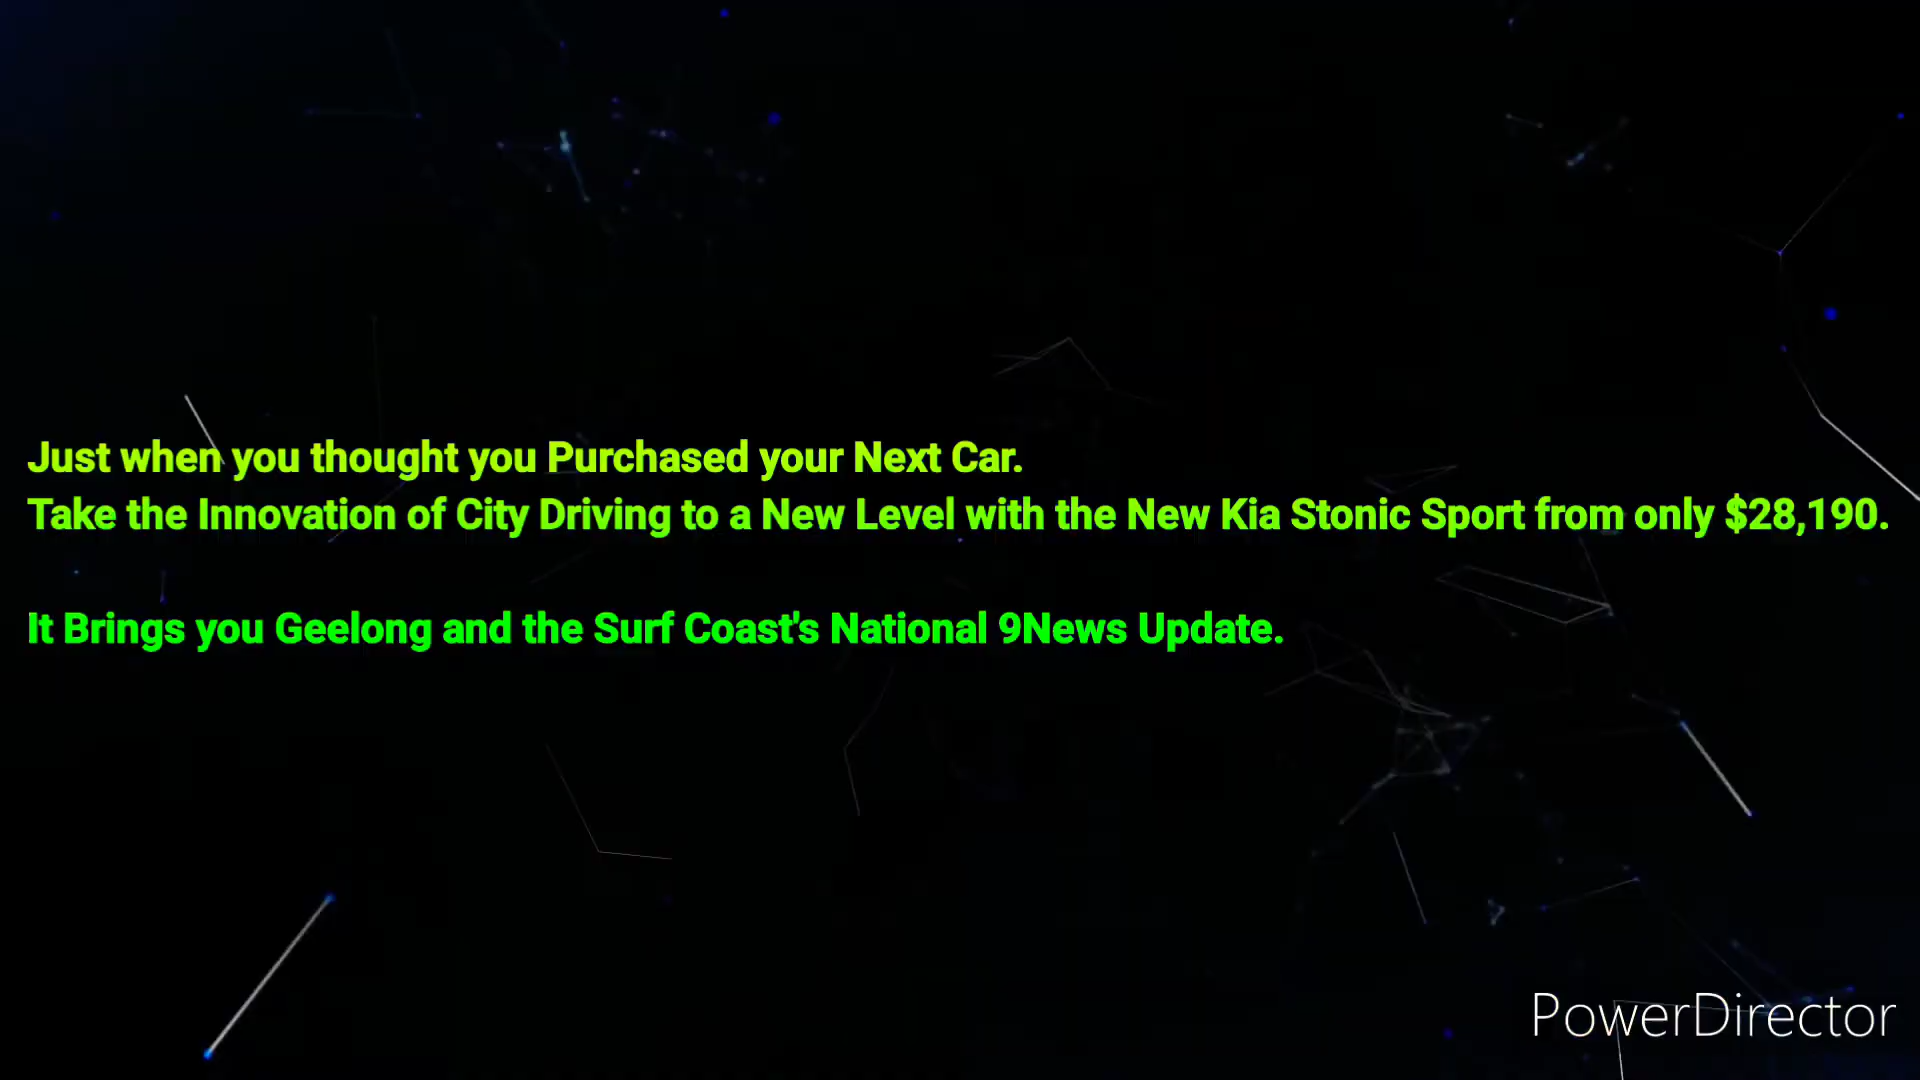 Just when you thought you Purchased your Next Car.
Take the Innovation of City Driving to a New Level with the New Kia Stonic Sport from only $28,190.
It Brings you Geelong and the Surf Coast's National 9News Update.
PowerDirector